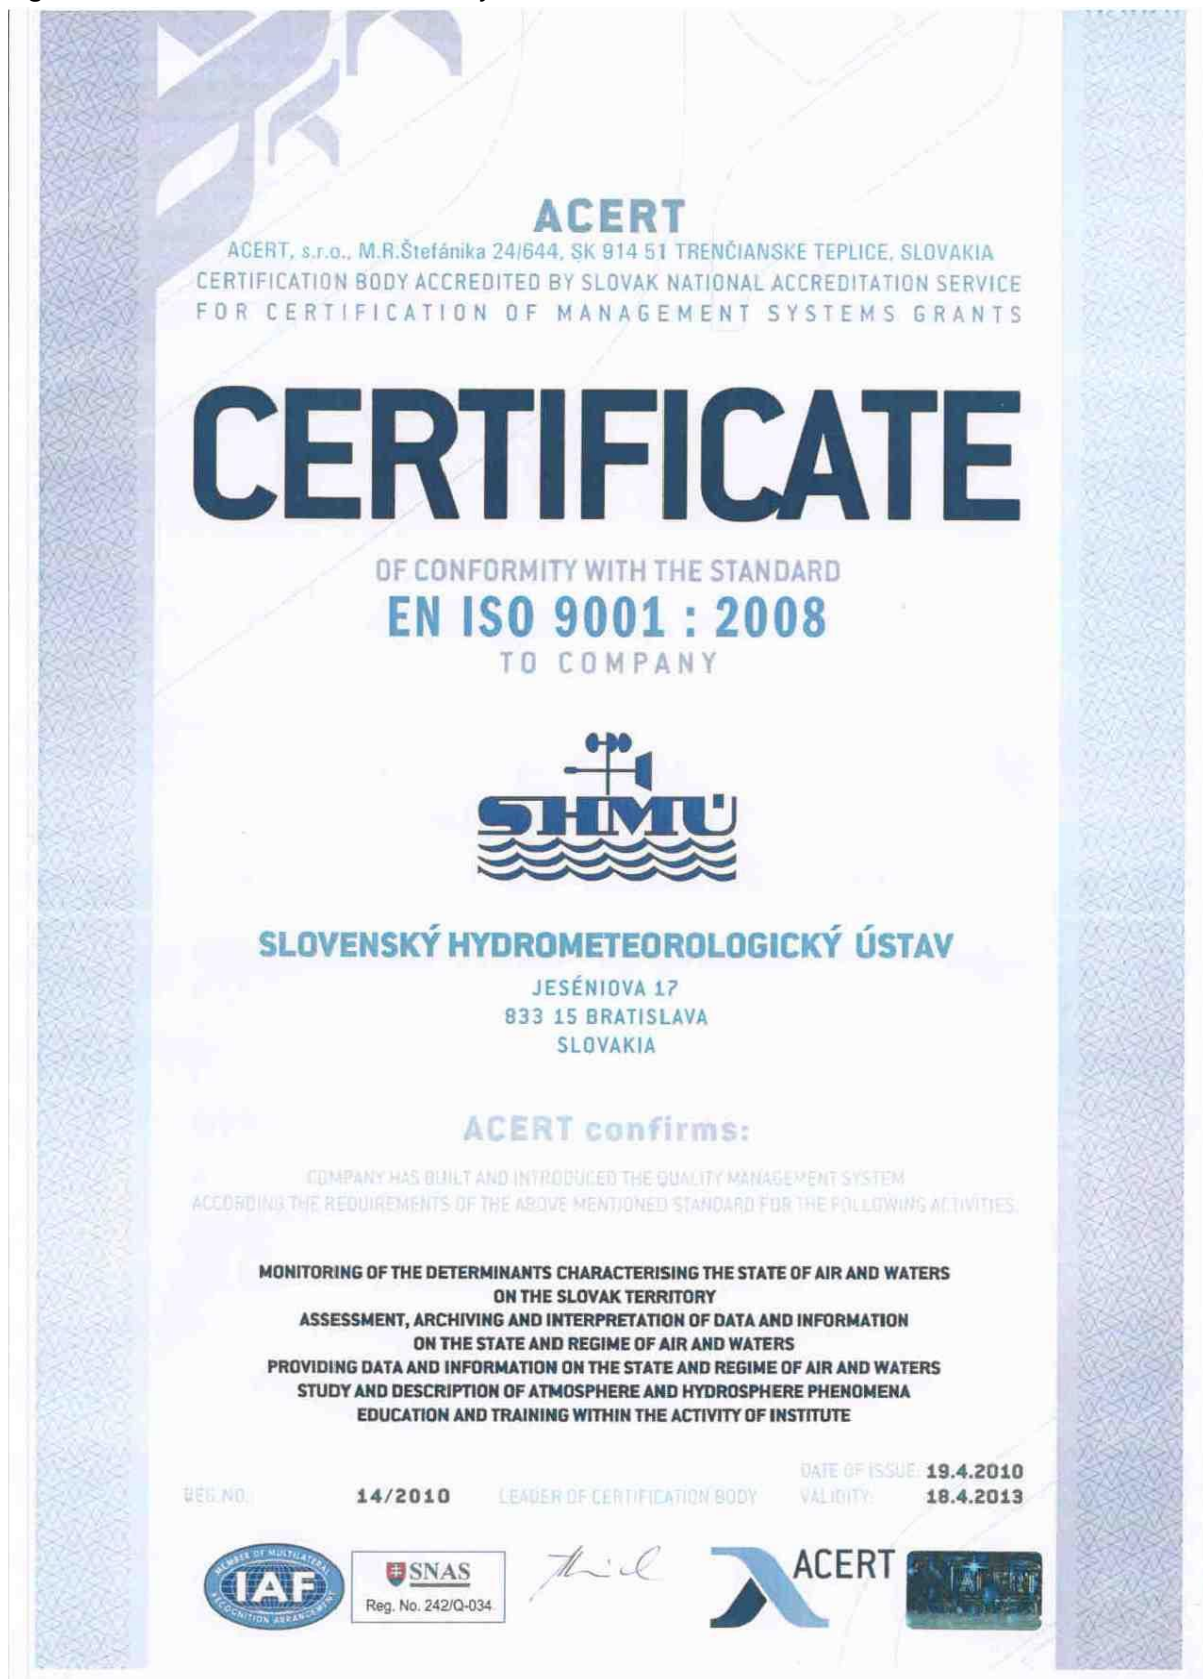 ACERT
ACERT, s.r.o., M.R.Štefánika 24/644, SK 914 51 TRENČIANSKE TEPLICE, SLOVAKIA
CERTIFICATION BODY ACCREDITED BY SLOVAK NATIONAL ACCREDITATION SERVICE
FOR CERTIFICATION OF MANAGEMENT SYSTEMS GRANTS
CERTIFICATE
OF CONFORMITY WITH THE STANDARD
EN ISO 9001 : 2008
TO COMPANY
SHMÚ
SLOVENSKÝ HYDROMETEOROLOGICKÝ ÚSTAV
JESÉNIOVA 17
833 15 BRATISLAVA
SLOVAKIA
ACERT confirms:
COMPANY HAS BUILT AND INTRODUCED THE QUALITY MANAGEMENT SYSTEM
ACCORDING THE REQUIREMENTS OF THE ABOVE MENTIONED STANDARD FOR THE FOLLOWING ACTIVITIES:
MONITORING OF THE DETERMINANTS CHARACTERISING THE STATE OF AIR AND WATERS
ON THE SLOVAK TERRITORY
ASSESSMENT, ARCHIVING AND INTERPRETATION OF DATA AND INFORMATION
ON THE STATE AND REGIME OF AIR AND WATERS
PROVIDING DATA AND INFORMATION ON THE STATE AND REGIME OF AIR AND WATERS
STUDY AND DESCRIPTION OF ATMOSPHERE AND HYDROSPHERE PHENOMENA
EDUCATION AND TRAINING WITHIN THE ACTIVITY OF INSTITUTE
DATE OF ISSUE: 19.4.2010
REG.NO. 14/2010 LEADER OF CERTIFICATION BODY VALIDITY: 18.4.2013
MEMBER OF MULTILATERAL
IAF
RECOGNITION ARRANGEMENT
SNAS
Reg. No. 242/Q-034
ACERT